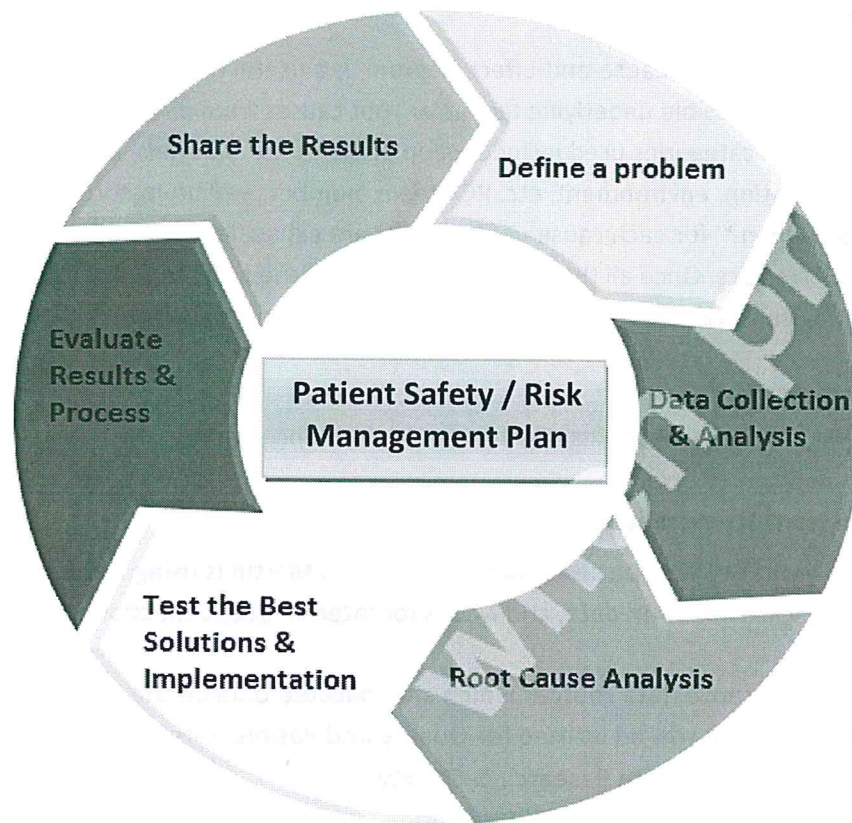 Share the Results
Define a problem
Evaluate
Results &
Process
Patient Safety / Risk
Management Plan
Data Collection
& Analysis
Test the Best
Solutions &
Implementation
Root Cause Analysis